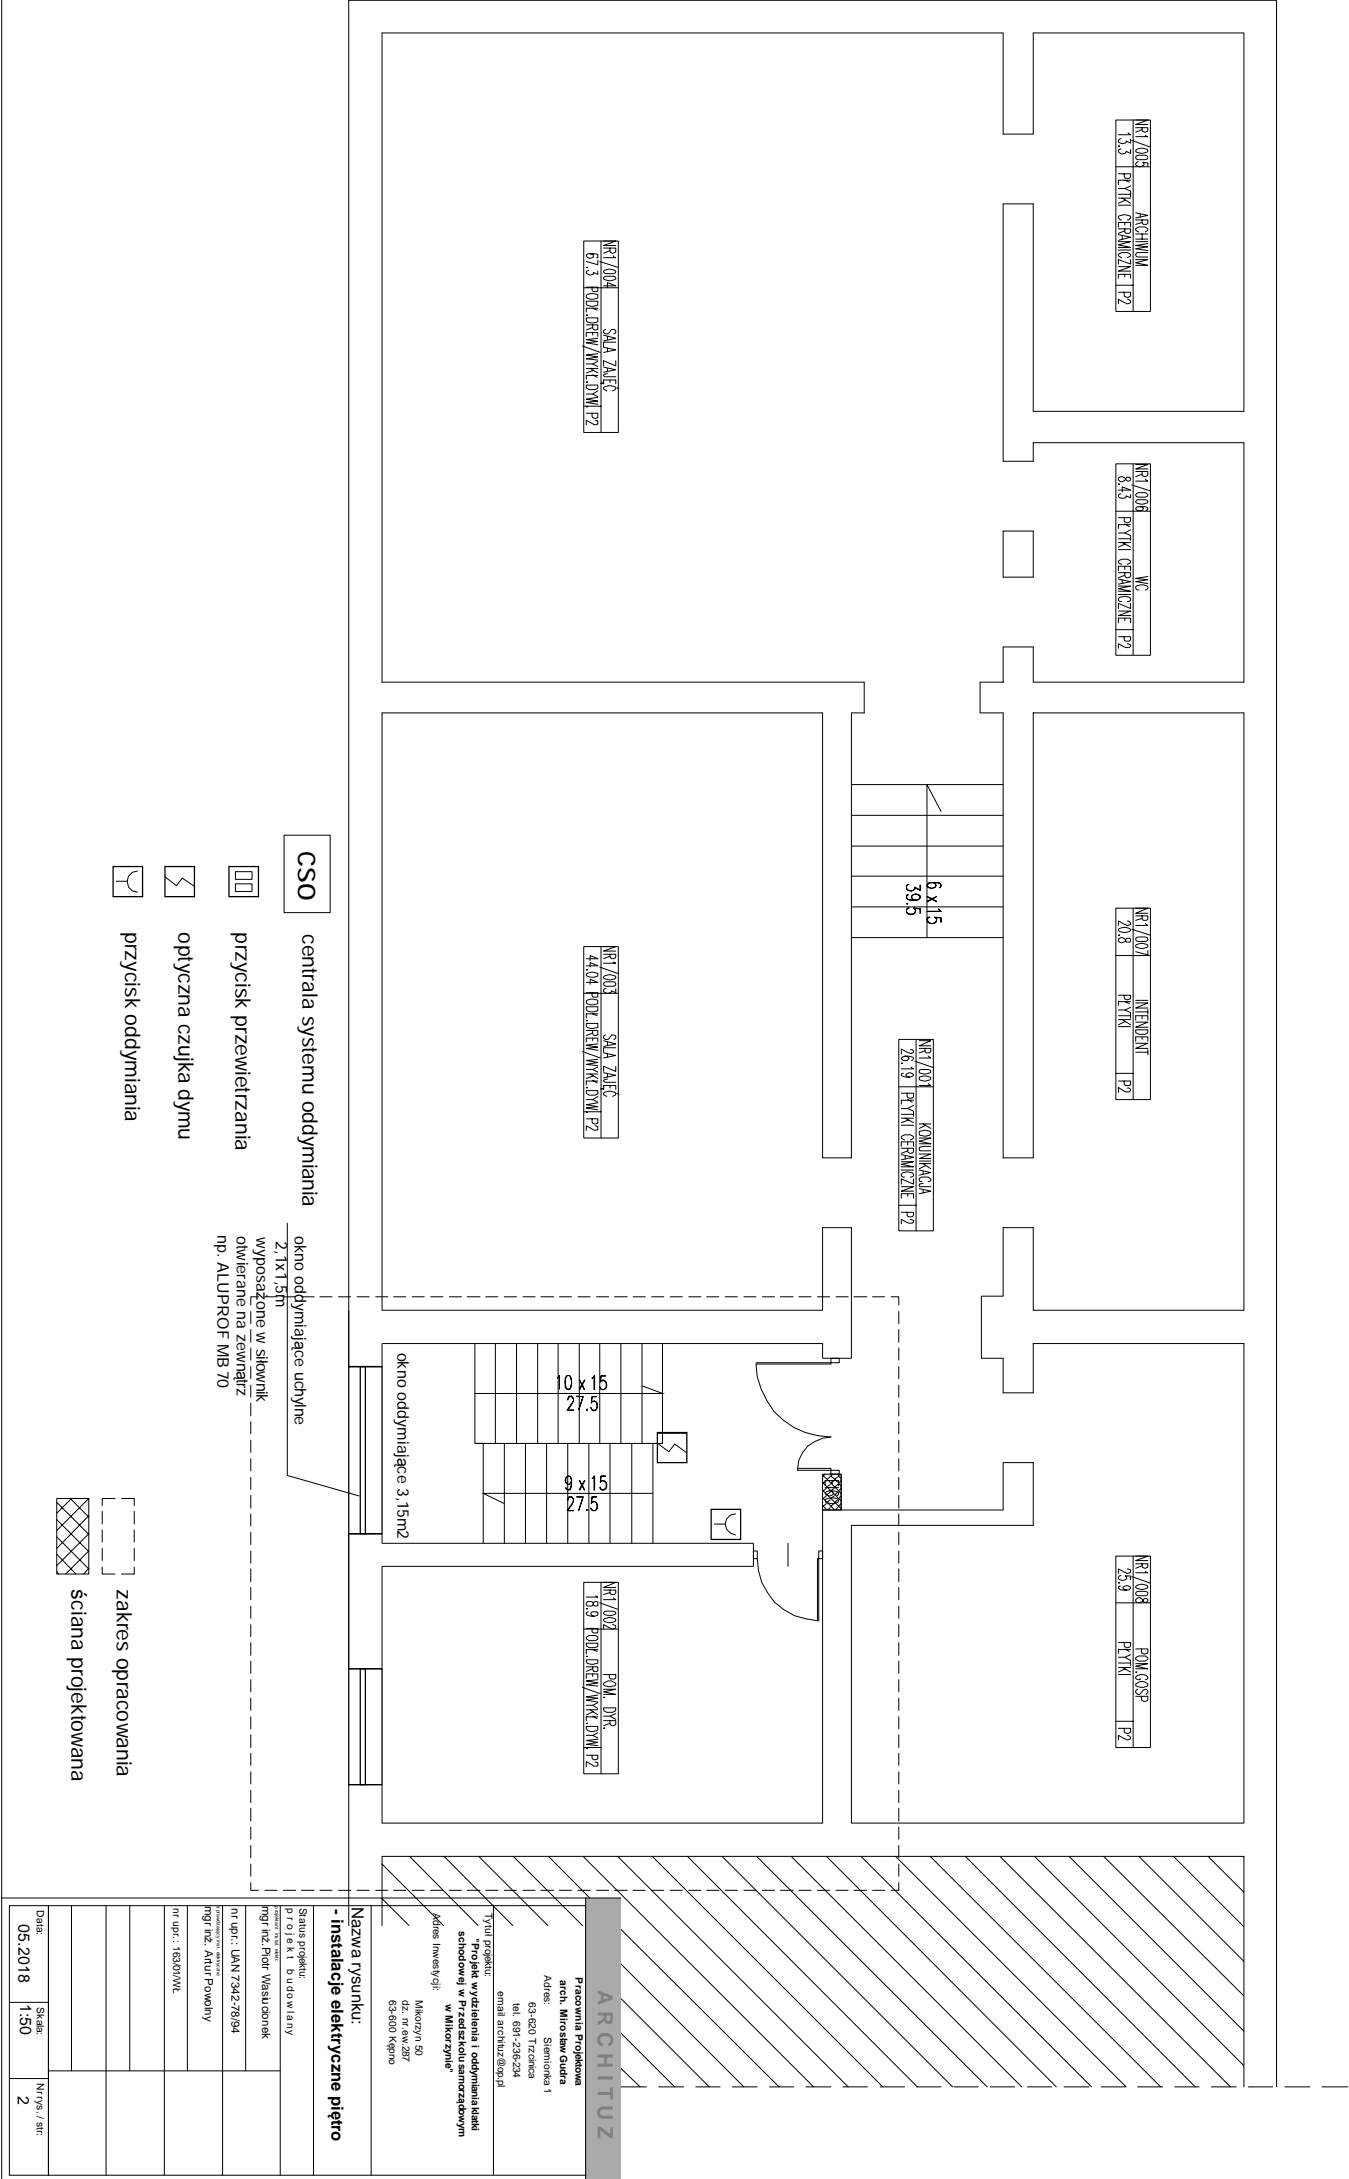 NR1/005 ARCHIWUM
13.3 PŁYTKI CERAMICZNE P2
NR1/006 WC
8.43 PŁYTKI CERAMICZNE P2
NR1/007 INTENDENT
20.8 PŁYTKI P2
NR1/008 POM.GOSP
25.9 PŁYTKI P2
NR1/001 KOMUNIKACJA
26.19 PŁYTKI CERAMICZNE P2
6 x 15
39.5
NR1/004 SALA ZAJĘĆ
67.3 PODŁ.DREW/WYKŁ.DYW. P2
NR1/003 SALA ZAJĘĆ
44.04 PODŁ.DREW/WYKŁ.DYW. P2
NR1/002 POM. DYR.
18.9 PODŁ.DREW/WYKŁ.DYW. P2
10 x 15
27.5
9 x 15
27.5
okno oddymiające 3,15m2
okno oddymiające uchylne
2,1x1,5m
wyposażone w siłownik
otwierane na zewnątrz
np. ALUPROF MB 70
CSO centrala systemu oddymiania
przycisk przewietrzania
optyczna czujka dymu
przycisk oddymiania
zakres opracowania
ściana projektowana
ARCHITUZ
Pracownia Projektowa
arch. Mirosław Gudra
Adres: Siemionka 1
63-620 Trzcinica
tel. 691-236-234
email archituz@op.pl
Tytuł projektu:
"Projekt wydzielenia i oddymiania klatki
schodowej w Przedszkolu samorządowym
w Mikorzynie"
Adres Inwestycji:
Mikorzyn 50
dz. nr.ew.287
63-600 Kępno
Nazwa rysunku:
- instalacje elektryczne piętro
Status projektu:
projekt budowlany
mgr inż.Piotr Wasiucionek
nr upr.: UAN 7342-78/94
mgr inż. Artur Powolny
nr upr.: 163/01/WŁ
Data: Skala: Nr rys. / str:
05.2018 1:50 2